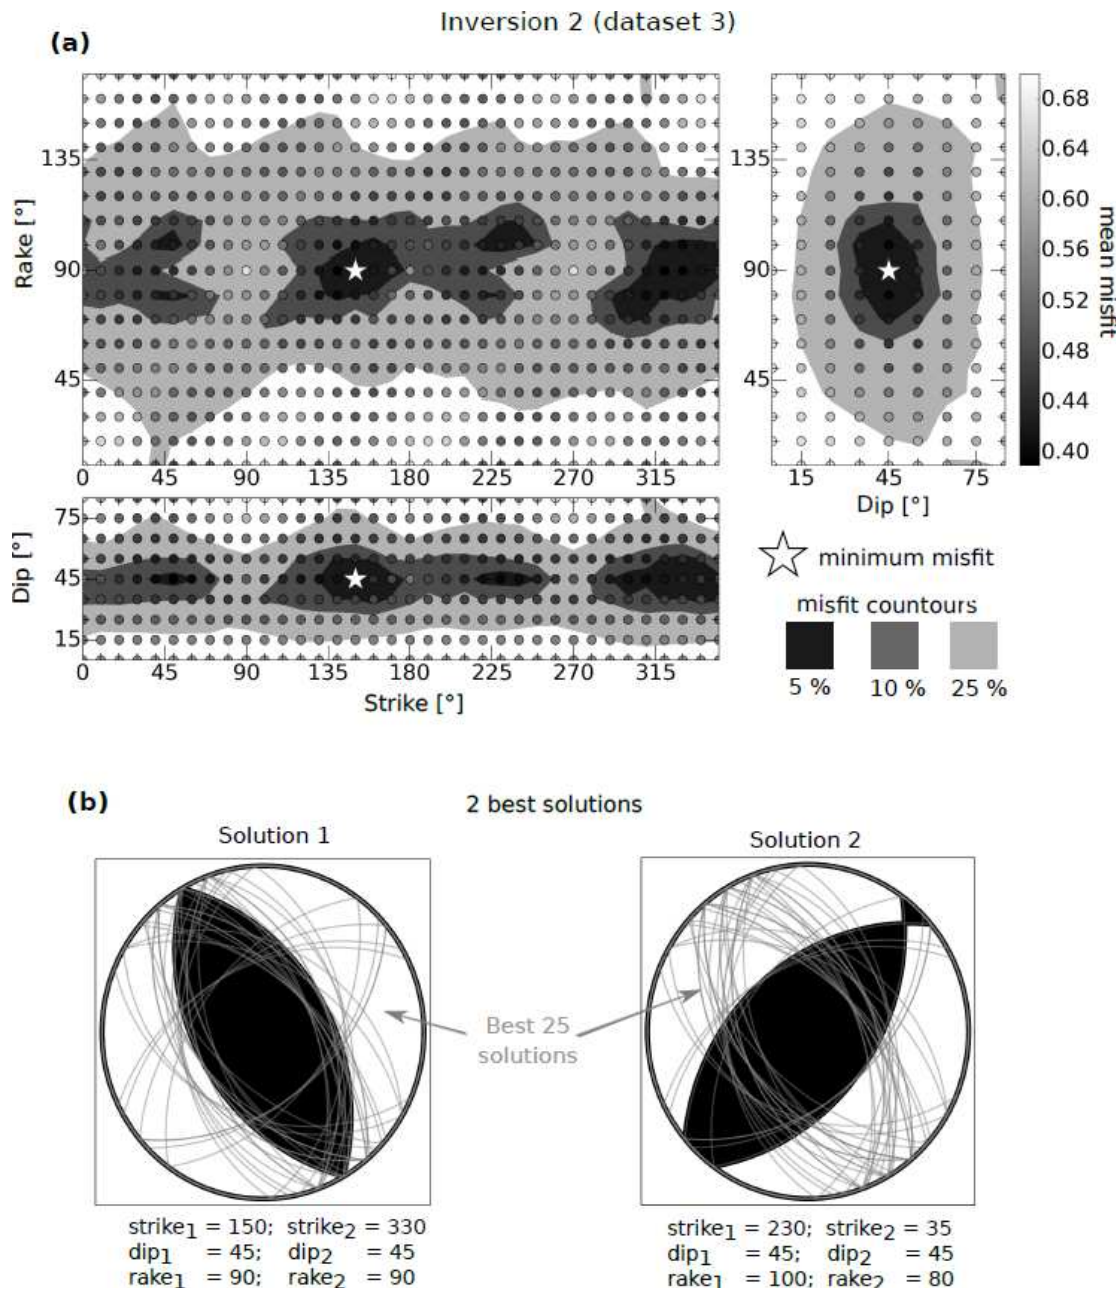 Inversion 2 (dataset 3)
(a)
135
90
45
Rake [°]
0 45 90 135 180 225 270 315
135
90
45
15 45 75
Dip [°]
0.68
0.64
0.60
0.56
0.52
0.48
0.44
0.40
mean misfit
75
45
15
Dip [°]
0 45 90 135 180 225 270 315
Strike [°]
minimum misfit
misfit countours
5 % 10 % 25 %
(b)
2 best solutions
Solution 1
Solution 2
Best 25
solutions
strike1 = 150; strike2 = 330
dip1 = 45; dip2 = 45
rake1 = 90; rake2 = 90
strike1 = 230; strike2 = 35
dip1 = 45; dip2 = 45
rake1 = 100; rake2 = 80